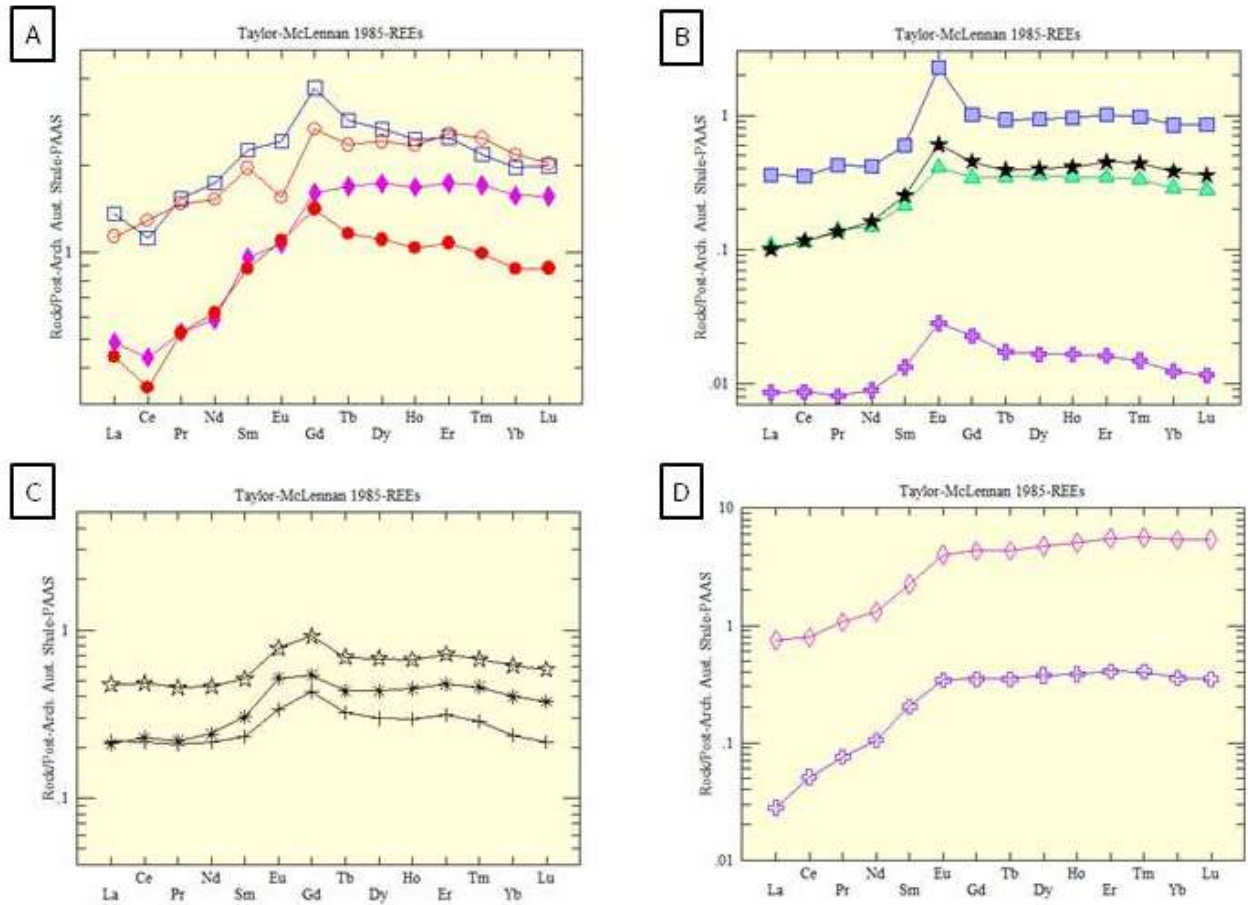 A
Taylor-McLennan 1985-REEs
Rock/Post-Arch. Aust. Shale-PAAS
1
La Ce Pr Nd Sm Eu Gd Tb Dy Ho Er Tm Yb Lu
B
Taylor-McLennan 1985-REEs
Rock/Post-Arch. Aust. Shale-PAAS
1
.1
.01
La Ce Pr Nd Sm Eu Gd Tb Dy Ho Er Tm Yb Lu
C
Taylor-McLennan 1985-REEs
Rock/Post-Arch. Aust. Shale-PAAS
1
.1
La Ce Pr Nd Sm Eu Gd Tb Dy Ho Er Tm Yb Lu
D
Taylor-McLennan 1985-REEs
Rock/Post-Arch. Aust. Shale-PAAS
10
1
.1
.01
La Ce Pr Nd Sm Eu Gd Tb Dy Ho Er Tm Yb Lu